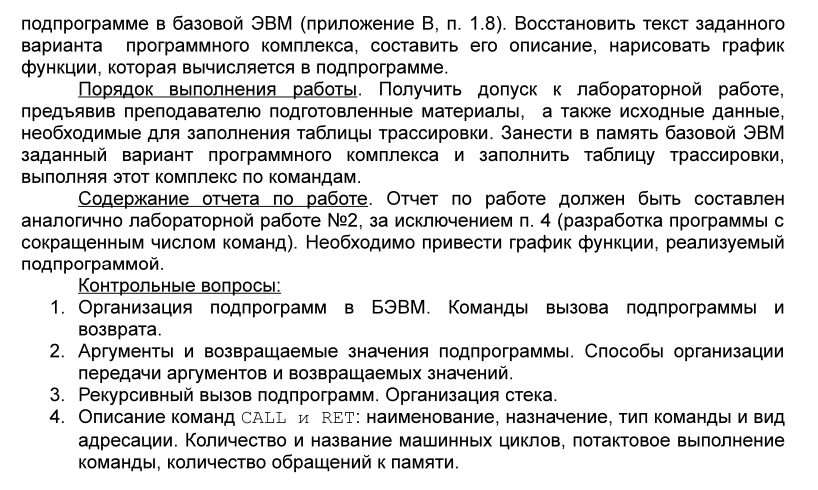 подпрограмме в базовой ЭВМ (приложение В, п. 1.8). Восстановить текст заданного
варианта программного комплекса, составить его описание, нарисовать график
функции, которая вычисляется в подпрограмме.
Порядок выполнения работы. Получить допуск к лабораторной работе,
предъявив преподавателю подготовленные материалы, а также исходные данные,
необходимые для заполнения таблицы трассировки. Занести в память базовой ЭВМ
заданный вариант программного комплекса и заполнить таблицу трассировки,
выполняя этот комплекс по командам.
Содержание отчета по работе. Отчет по работе должен быть составлен
аналогично лабораторной работе №2, за исключением п. 4 (разработка программы с
сокращенным числом команд). Необходимо привести график функции, реализуемый
подпрограммой.
Контрольные вопросы:
1. Организация подпрограмм в БЭВМ. Команды вызова подпрограммы и
возврата.
2. Аргументы и возвращаемые значения подпрограммы. Способы организации
передачи аргументов и возвращаемых значений.
3. Рекурсивный вызов подпрограмм. Организация стека.
4. Описание команд CALL и RET: наименование, назначение, тип команды и вид
адресации. Количество и название машинных циклов, потактовое выполнение
команды, количество обращений к памяти.